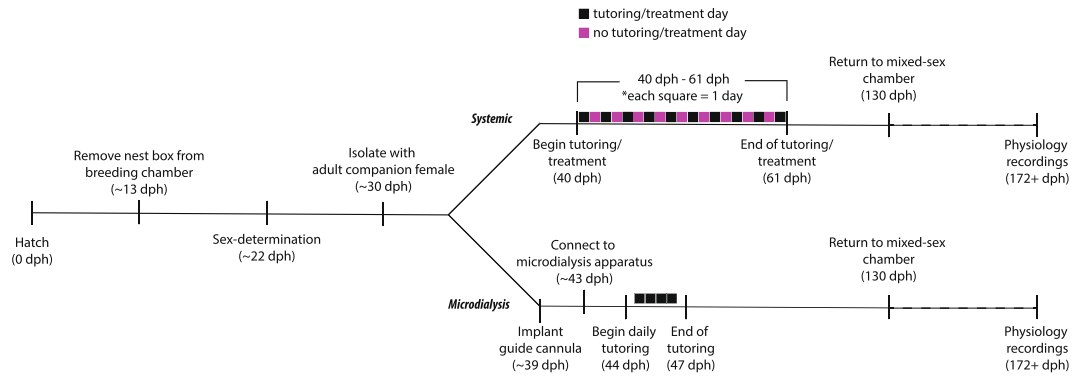 tutoring/treatment day
no tutoring/treatment day
40 dph - 61 dph
*each square = 1 day
Systemic
Begin tutoring/
treatment
(40 dph)
End of tutoring/
treatment
(61 dph)
Return to mixed-sex
chamber
(130 dph)
Physiology
recordings
(172+ dph)
Hatch
(0 dph)
Remove nest box from
breeding chamber
(~13 dph)
Sex-determination
(~22 dph)
Isolate with
adult companion female
(~30 dph)
Microdialysis
Implant
guide cannula
(~39 dph)
Connect to
microdialysis apparatus
(~43 dph)
Begin daily
tutoring
(44 dph)
End of
tutoring
(47 dph)
Return to mixed-sex
chamber
(130 dph)
Physiology
recordings
(172+ dph)